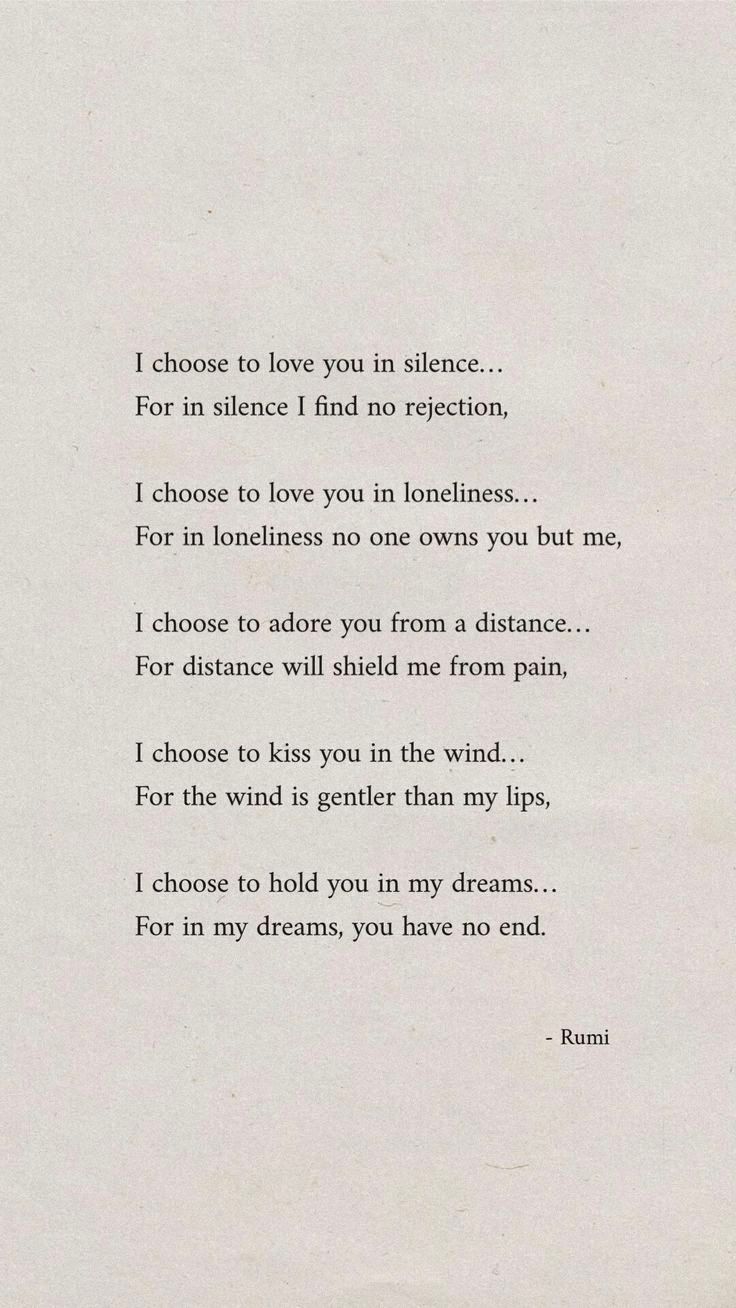 I choose to love you in silence…
For in silence I find no rejection,
I choose to love you in loneliness…
For in loneliness no one owns you but me,
I choose to adore you from a distance…
For distance will shield me from pain,
I choose to kiss you in the wind…
For the wind is gentler than my lips,
I choose to hold you in my dreams…
For in my dreams, you have no end.
- Rumi